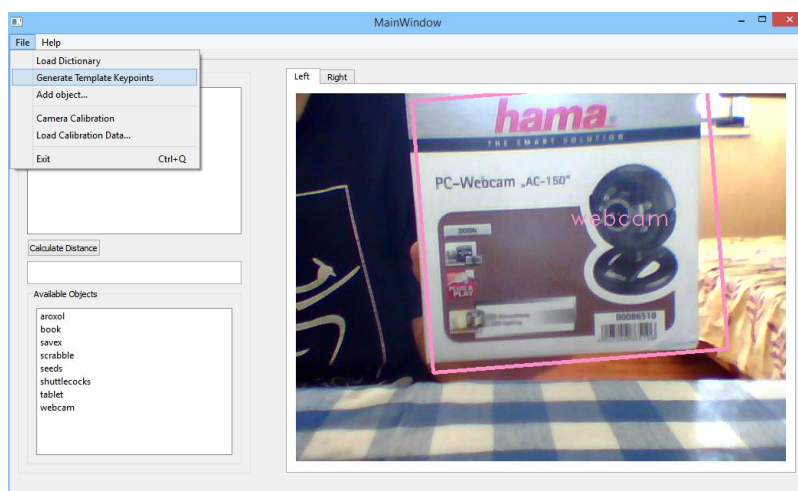 MainWindow
File Help
Load Dictionary
Generate Template Keypoints
Add object...
Camera Calibration
Load Calibration Data...
Exit Ctrl+Q
Calculate Distance
Available Objects
aroxol
book
savex
scrabble
seeds
shuttlecocks
tablet
webcam
Left Right
hama
THE SMART SOLUTION
PC-Webcam „AC-150"
webcam
PLUG &
PLAY
00086510